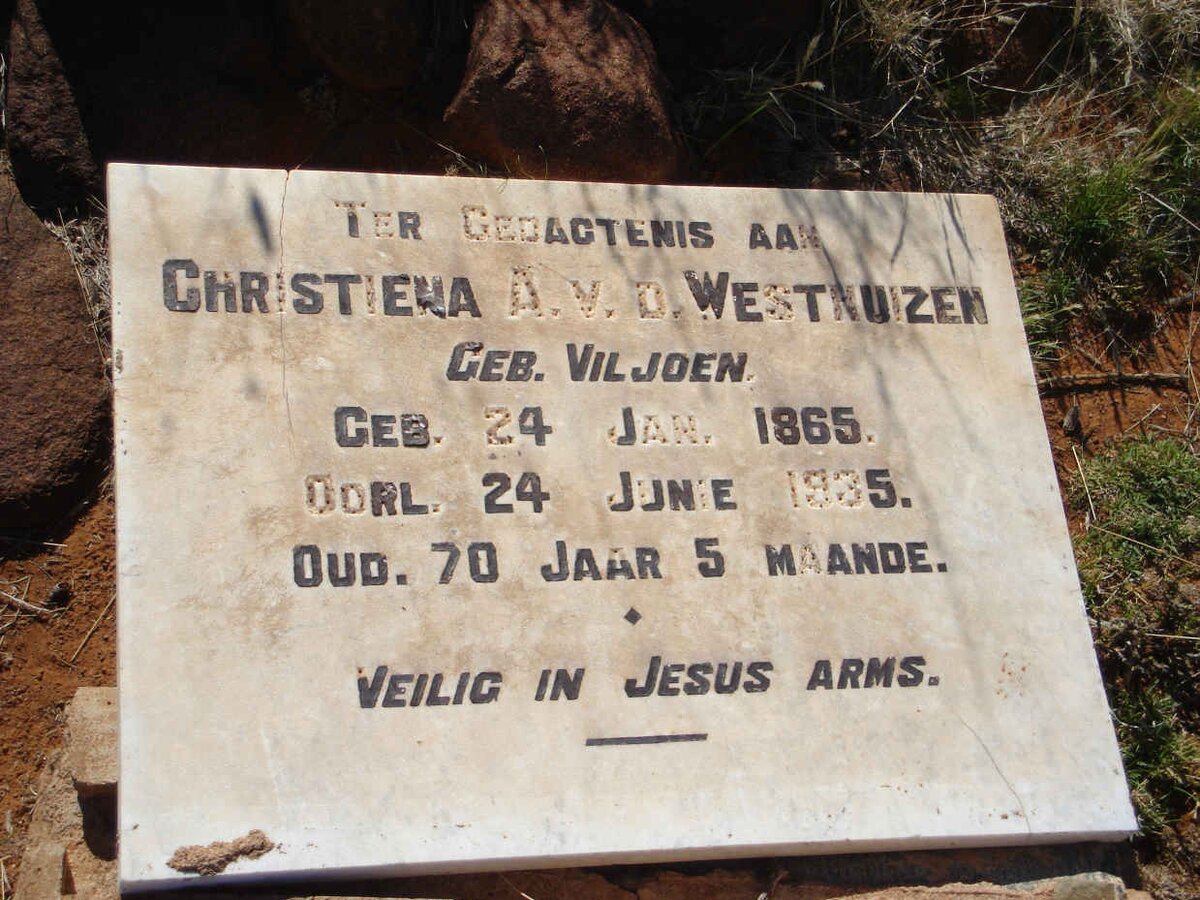 TER GEDACTENIS AAN
CHRISTIENA A. V. D. WESTHUIZEN
GEB. VILJOEN.
GEB. 24 JAN. 1865.
OORL. 24 JUNIE 1935.
OUD. 70 JAAR 5 MAANDE.
VEILIG IN JESUS ARMS.